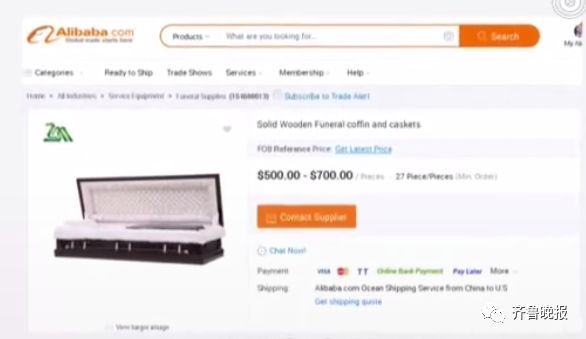 Alibaba.com
Global trade starts here
Products
What are you looking for...
Search
My Al
Categories
Ready to Ship
Trade Shows
Services
Membership
Help
Home > All Industries > Service Equipment > Funeral Supplies (154680013)
Subscribe to Trade Alert
Solid Wooden Funeral coffin and caskets
FOB Reference Price: Get Latest Price
$500.00 - $700.00 / Pieces
27 Piece/Pieces (Min. Order)
Contact Supplier
Chat Now!
Payment
VISA
TT
Online Bank Payment
Pay Later
More
Shipping:
Alibaba.com Ocean Shipping Service from China to U.S
Get shipping quote
View larger image
齐鲁晚报